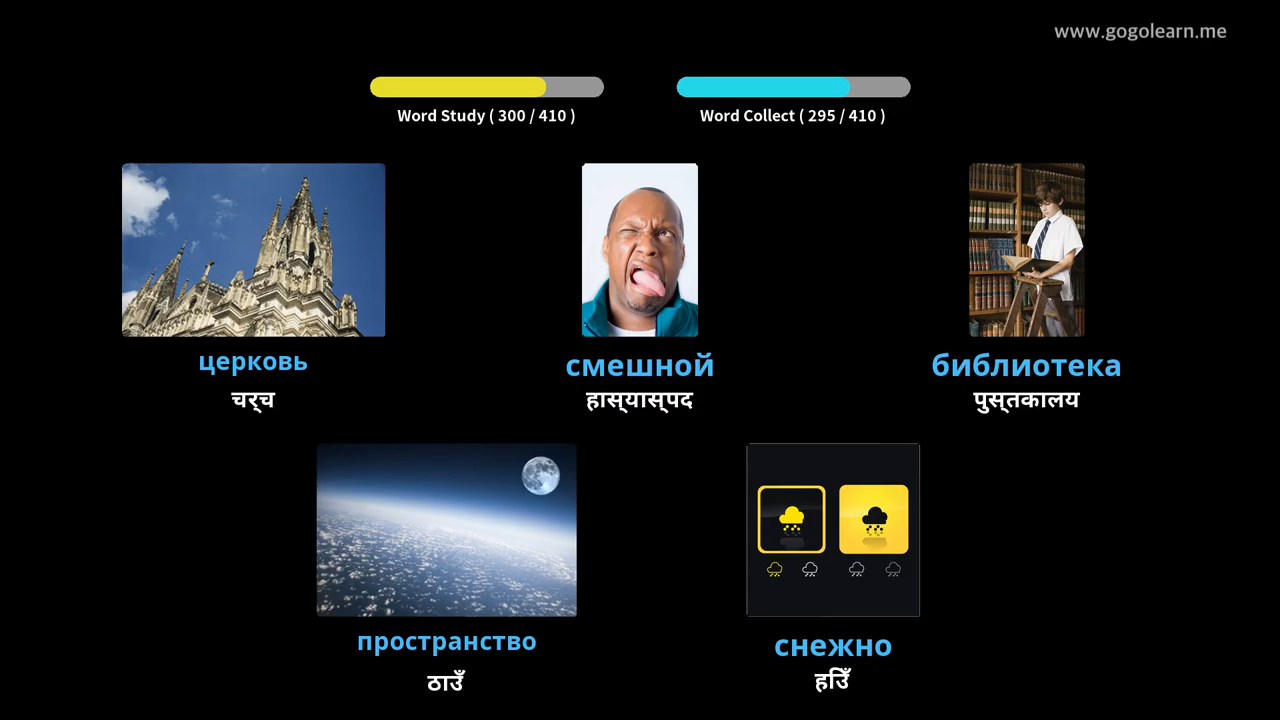 www.gogolearn.me
Word Study ( 300 / 410 )
Word Collect ( 295 / 410 )
церковь
смешной
библиотека
चर्‌च
हास्‌यास्‌पद
पुस्‌तकालय
пространство
снежно
ठाउँ
हिउँ